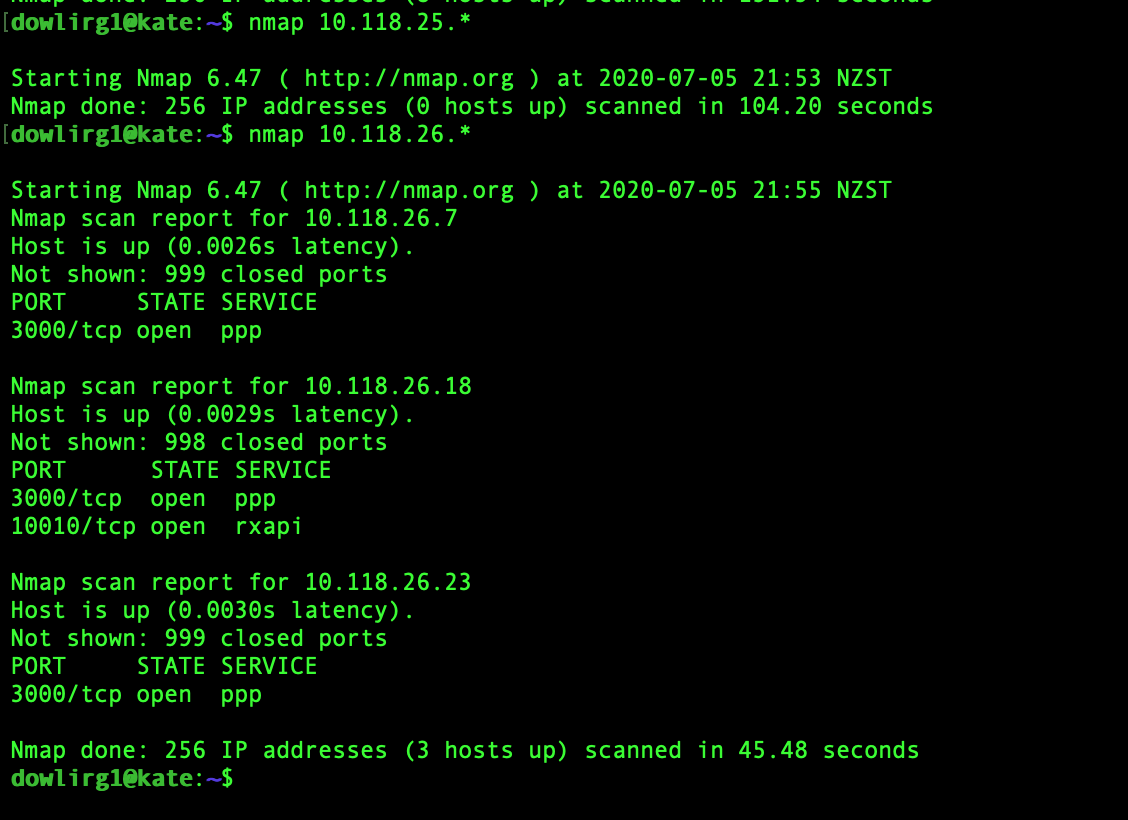 [dowlirg1@kate:~$ nmap 10.118.25.*
Starting Nmap 6.47 ( http://nmap.org ) at 2020-07-05 21:53 NZST
Nmap done: 256 IP addresses (0 hosts up) scanned in 104.20 seconds
[dowlirg1@kate:~$ nmap 10.118.26.*
Starting Nmap 6.47 ( http://nmap.org ) at 2020-07-05 21:55 NZST
Nmap scan report for 10.118.26.7
Host is up (0.0026s latency).
Not shown: 999 closed ports
PORT     STATE SERVICE
3000/tcp open  ppp
Nmap scan report for 10.118.26.18
Host is up (0.0029s latency).
Not shown: 998 closed ports
PORT      STATE SERVICE
3000/tcp  open  ppp
10010/tcp open  rxapi
Nmap scan report for 10.118.26.23
Host is up (0.0030s latency).
Not shown: 999 closed ports
PORT     STATE SERVICE
3000/tcp open  ppp
Nmap done: 256 IP addresses (3 hosts up) scanned in 45.48 seconds
dowlirg1@kate:~$